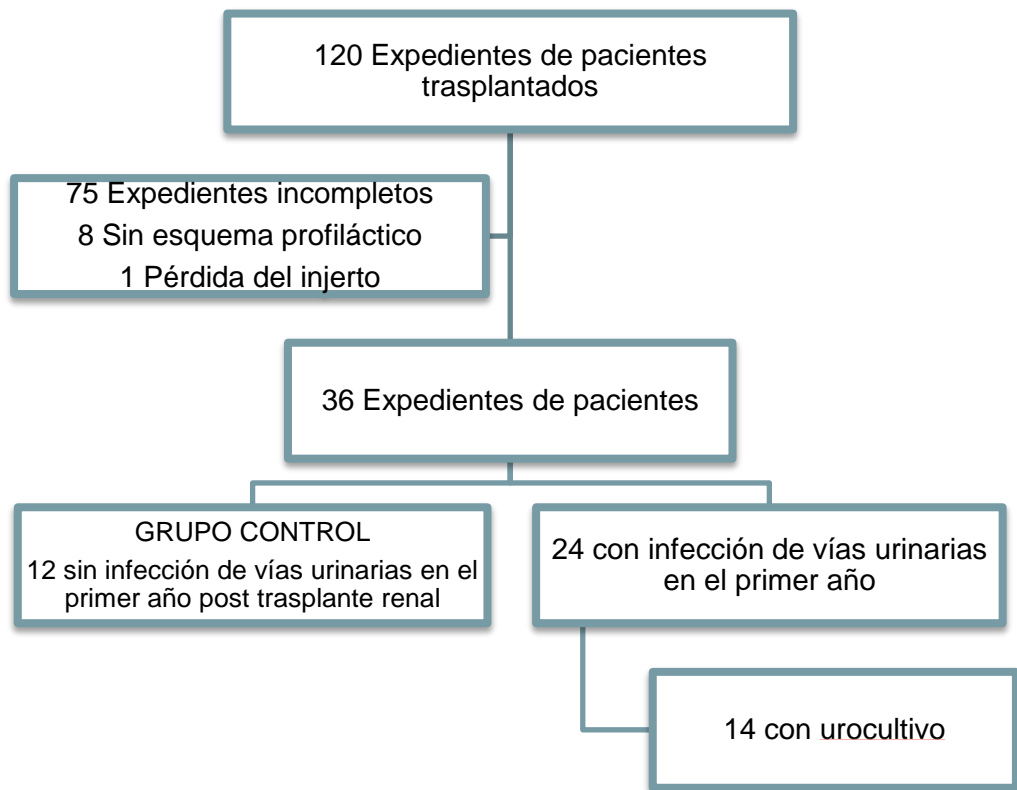 120 Expedientes de pacientes
trasplantados
75 Expedientes incompletos
8 Sin esquema profiláctico
1 Pérdida del injerto
36 Expedientes de pacientes
GRUPO CONTROL
12 sin infección de vías urinarias en el
primer año post trasplante renal
24 con infección de vías urinarias
en el primer año
14 con urocultivo